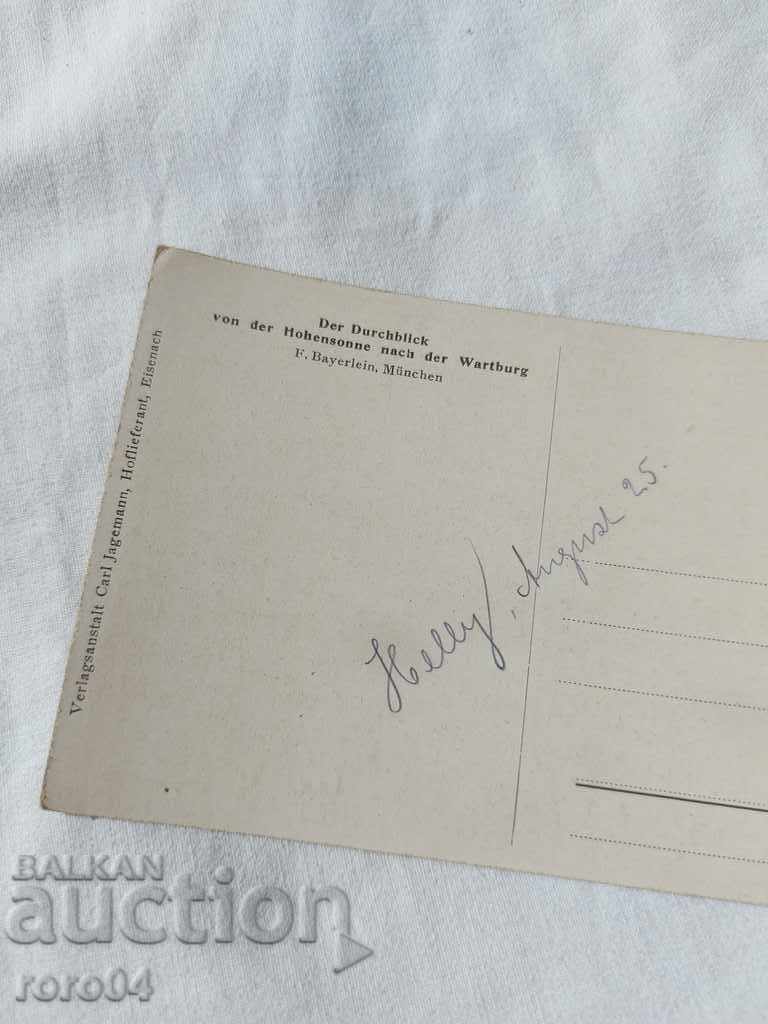 Der Durchblick
von der Hohensonne nach der Wartburg
F. Bayerlein, München
Verlagsanstalt Carl Jagemann, Hoflieferant, Eisenach
Helly, August 25.
BALKAN
auction
roro04